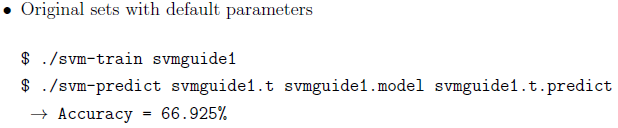 • Original sets with default parameters
$ ./svm-train svmguide1
$ ./svm-predict svmguide1.t svmguide1.model svmguide1.t.predict
→ Accuracy = 66.925%